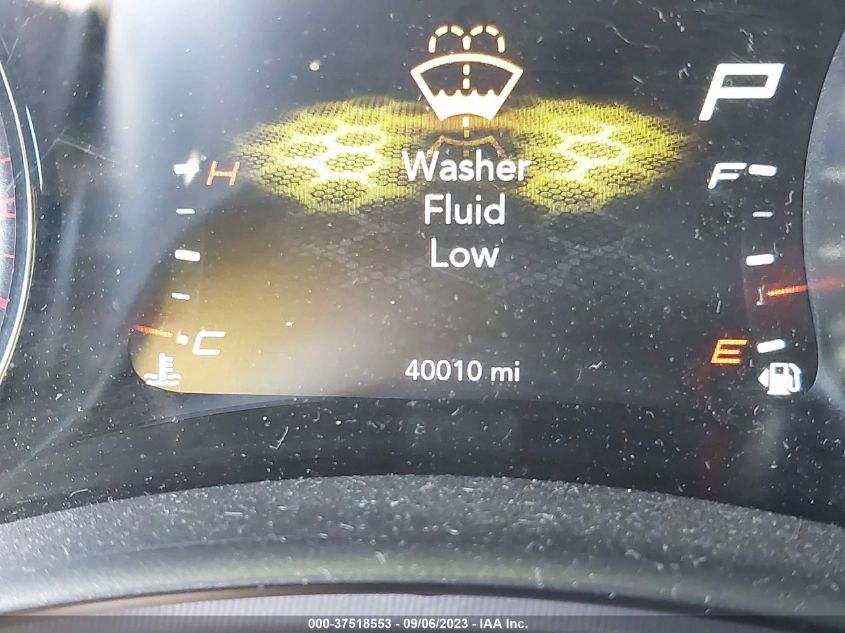 P
Washer
H
F
Fluid
Low
C
E
40010 mi
000-37518553 - 09/06/2023 - IAA Inc.